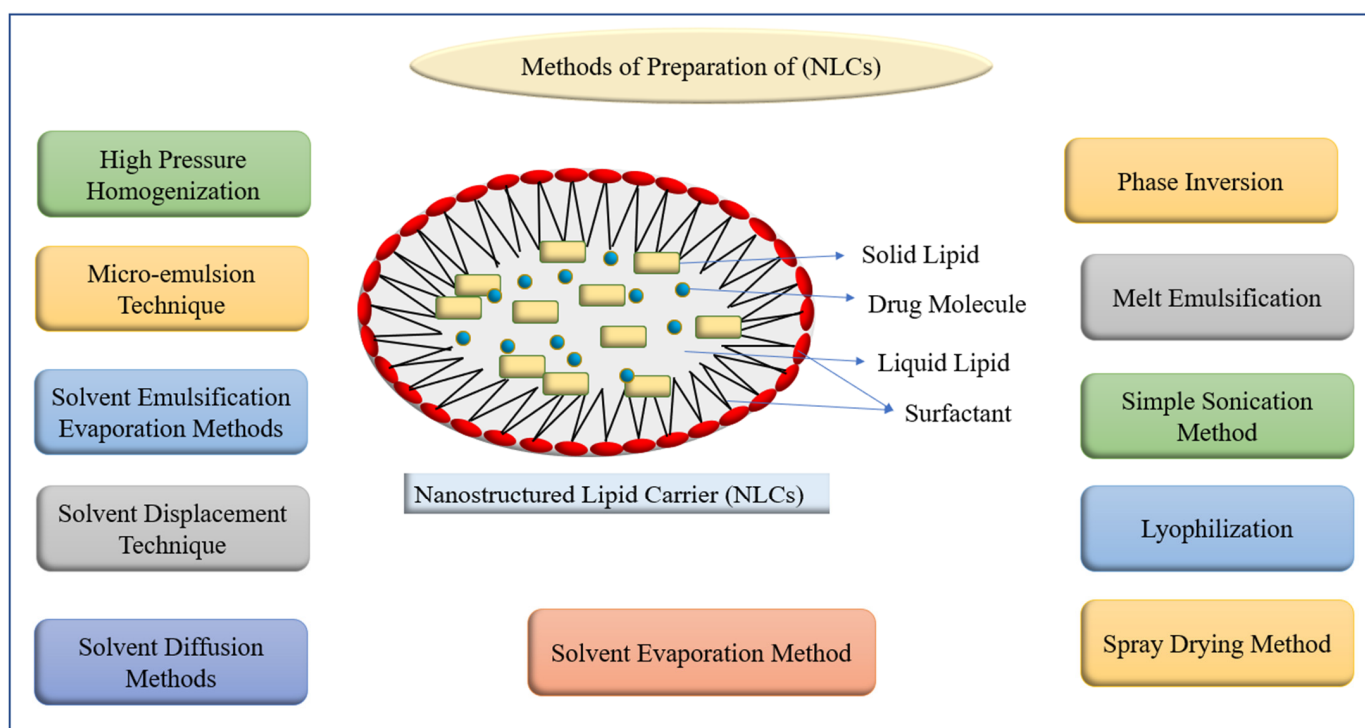 Methods of Preparation of (NLCs)
High Pressure
Homogenization
Micro-emulsion
Technique
Solvent Emulsification
Evaporation Methods
Solvent Displacement
Technique
Solvent Diffusion
Methods
Solid Lipid
Drug Molecule
Liquid Lipid
Surfactant
Nanostructured Lipid Carrier (NLCs)
Solvent Evaporation Method
Phase Inversion
Melt Emulsification
Simple Sonication
Method
Lyophilization
Spray Drying Method